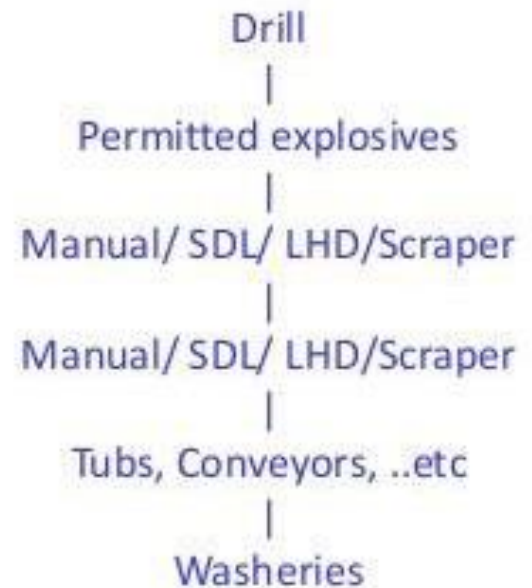 Drill
Permitted explosives
Manual/ SDL/ LHD/Scraper
Manual/ SDL/ LHD/Scraper
Tubs, Conveyors, ..etc
Washeries